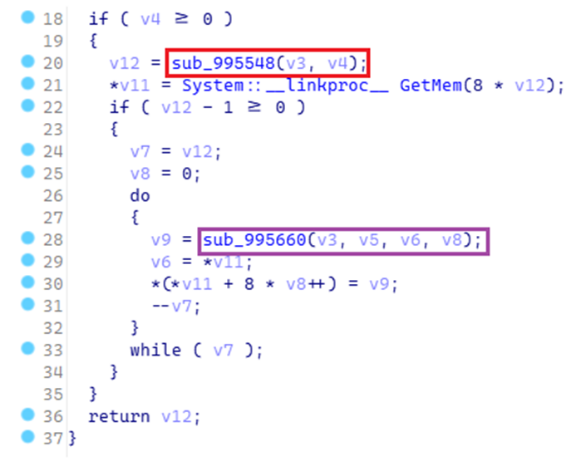 18 if ( v4 ≥ 0 )
19 {
20 v12 = sub_995548(v3, v4);
21 *v11 = System::__linkproc__ GetMem(8 * v12);
22 if ( v12 - 1 ≥ 0 )
23 {
24 v7 = v12;
25 v8 = 0;
26 do
27 {
28 v9 = sub_995660(v3, v5, v6, v8);
29 v6 = *v11;
30 *(*v11 + 8 * v8++) = v9;
31 --v7;
32 }
33 while ( v7 );
34 }
35 }
36 return v12;
37 }